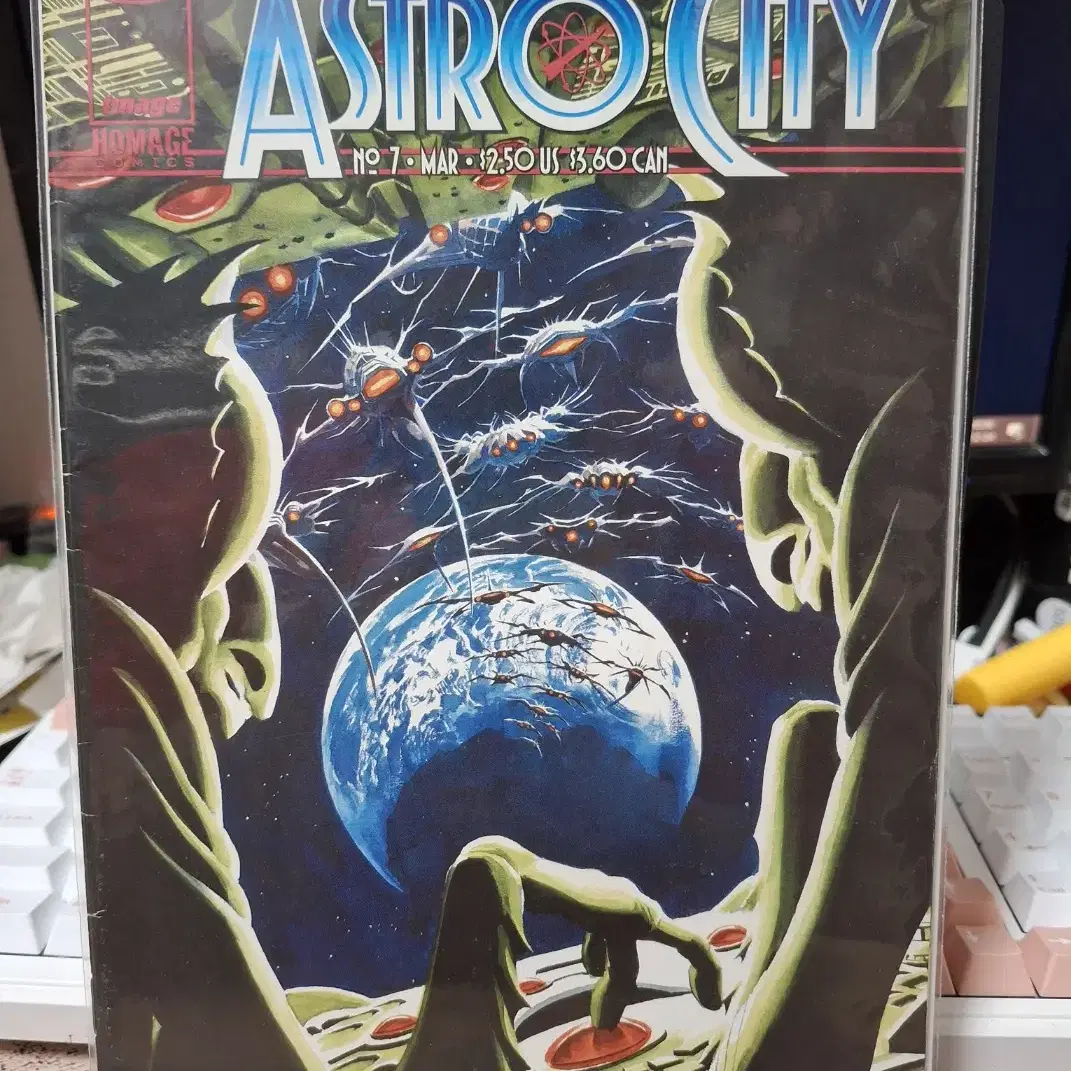 ASTRO CITY
image
HOMAGE
COMICS
Nº 7 • MAR • $2.50 US $3.60 CAN